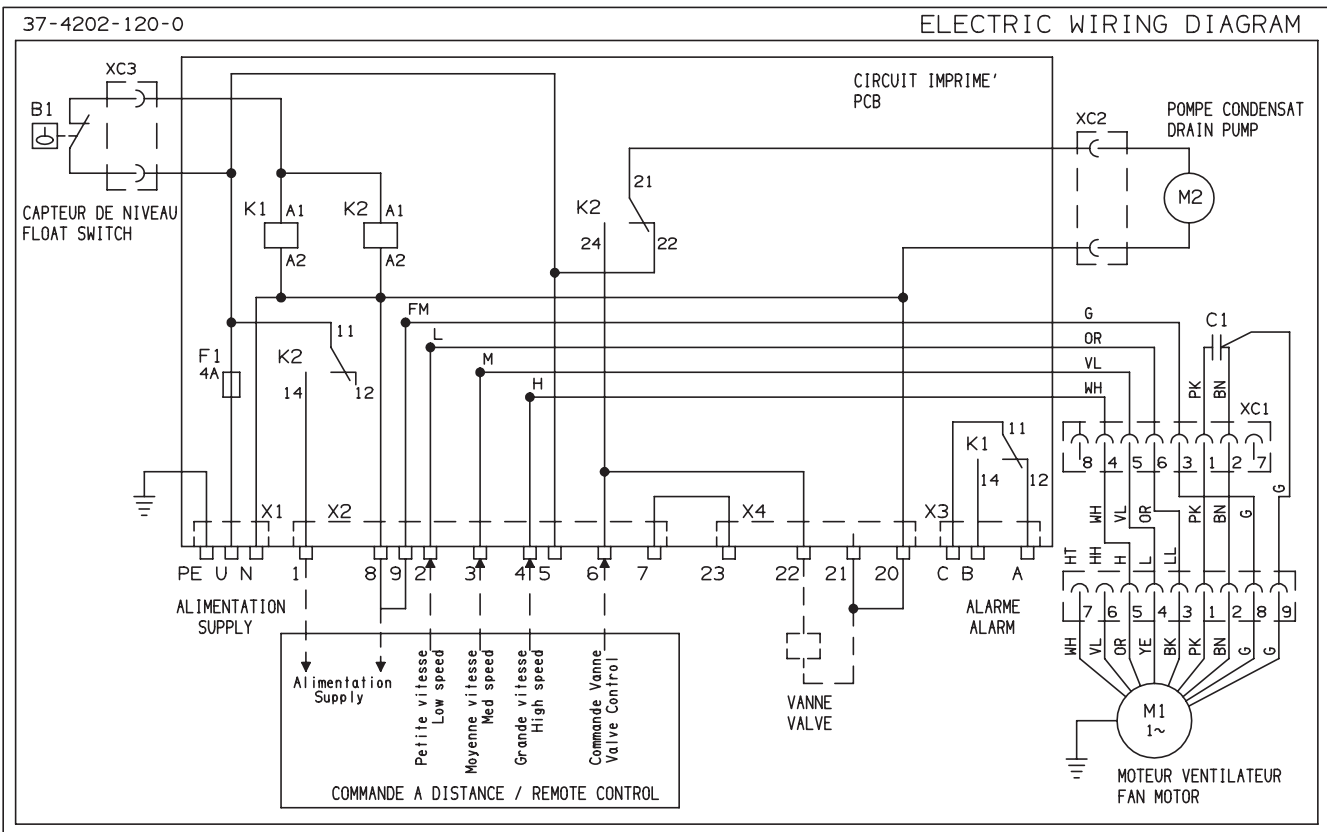 37-4202-120-0
ELECTRIC WIRING DIAGRAM
XC3
B1
CAPTEUR DE NIVEAU
FLOAT SWITCH
CIRCUIT IMPRIME'
PCB
XC2
POMPE CONDENSAT
DRAIN PUMP
M2
K1 A1
A2
K2 A1
A2
K2
21
24
22
FM
L
M
H
G
OR
VL
WH
C1
PK
BN
XC1
F1
4A
K2
11
14
12
K1
11
14
12
8 4 5 6 3 1 2 7
WH
VL
OR
PK
BN
G
G
X1
X2
X4
X3
PE U N
1
8
9
2
3
4
5
6
7
23
22
21
20
C B A
HT
HH
H
L
LL
7 6 5 4 3 1 2 8 9
WH
VL
OR
YE
BK
PK
BN
G
G
ALIMENTATION
SUPPLY
ALARME
ALARM
Alimentation
Supply
Petite vitesse
Low speed
Moyenne vitesse
Med speed
Grande vitesse
High speed
Commande Vanne
Valve Control
VANNE
VALVE
M1
1~
COMMANDE A DISTANCE / REMOTE CONTROL
MOTEUR VENTILATEUR
FAN MOTOR